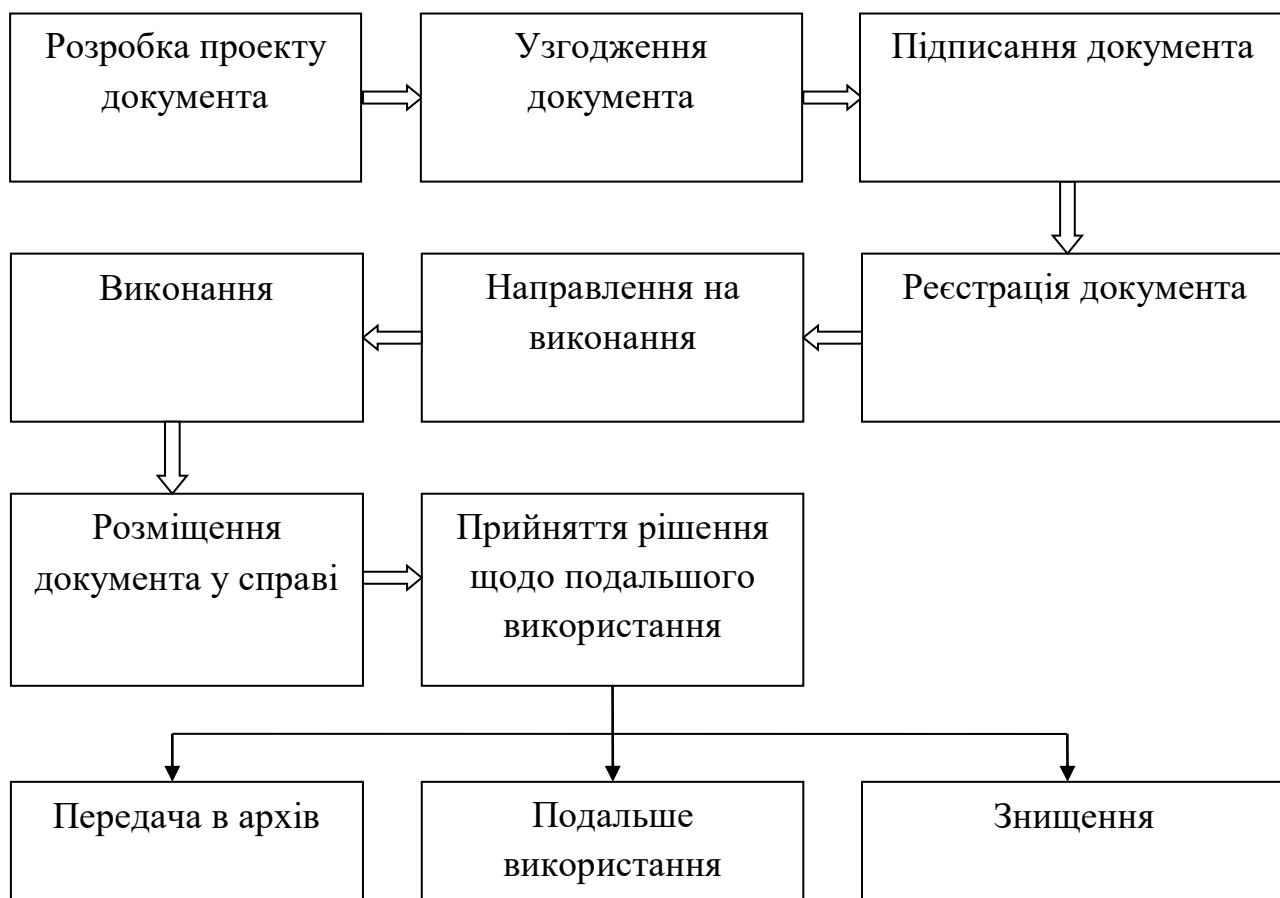 Розробка проекту
документа
Узгодження
документа
Підписання документа
Реєстрація документа
Направлення на
виконання
Виконання
Розміщення
документа у справі
Прийняття рішення
щодо подальшого
використання
Передача в архів
Подальше
використання
Знищення